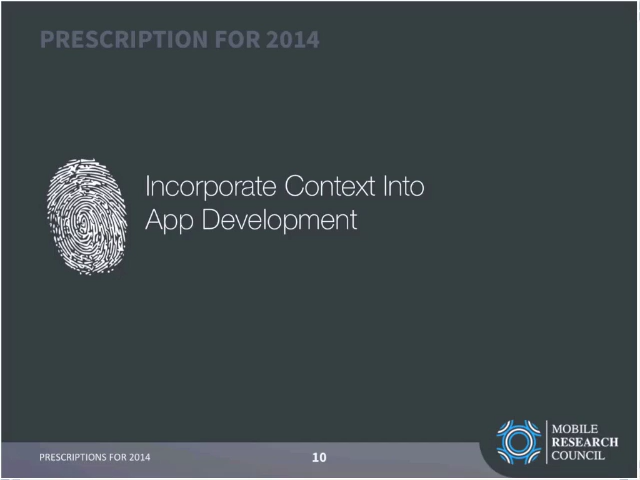 PRESCRIPTION FOR 2014
Incorporate Context Into
App Development
PRESCRIPTIONS FOR 2014
10
MOBILE
RESEARCH
COUNCIL